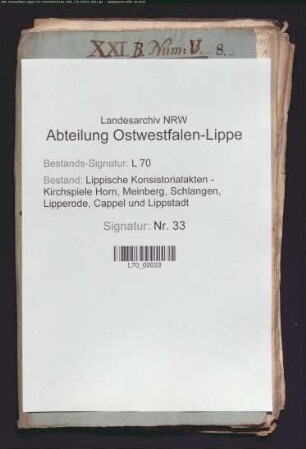 XXI. B. Num: V. 8.
Landesarchiv NRW
Abteilung Ostwestfalen-Lippe
Bestands-Signatur: L 70
Bestand: Lippische Konsistorialakten -
Kirchspiele Horn, Meinberg, Schlangen,
Lipperode, Cappel und Lippstadt
Signatur: Nr. 33
L70_00033